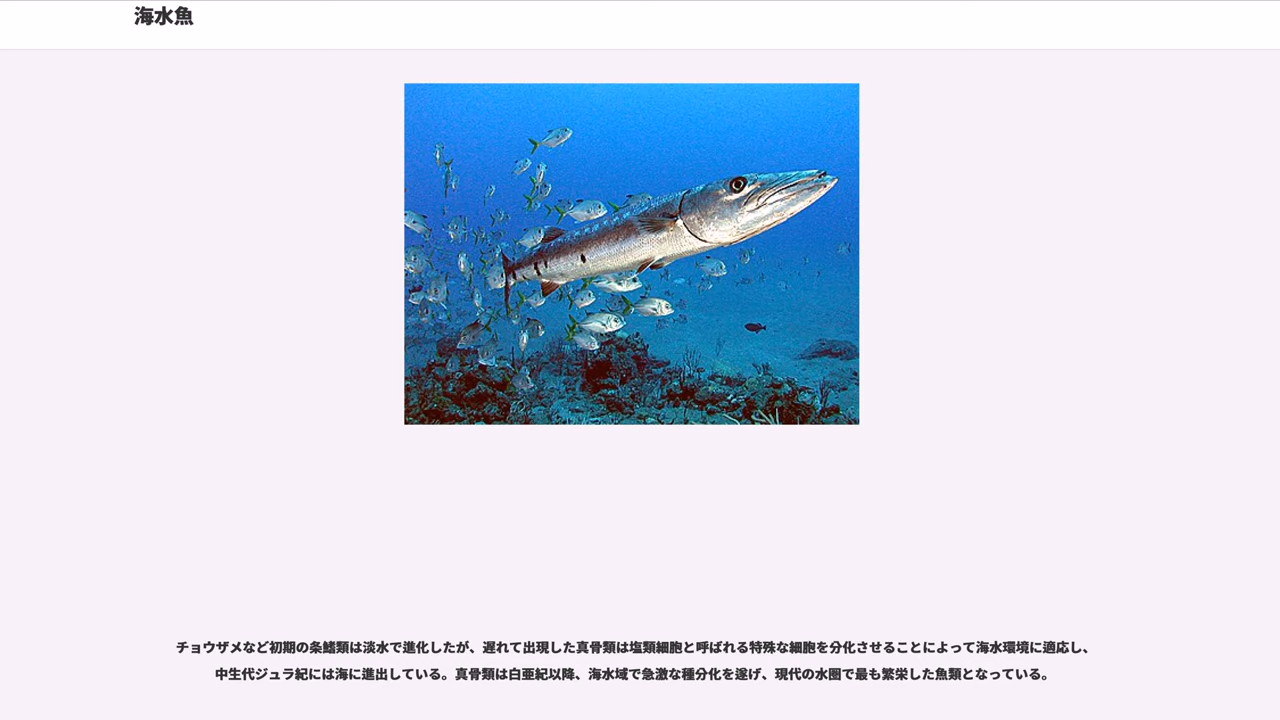 海水魚
チョウザメなど初期の条鰭類は淡水で進化したが、遅れて出現した真骨類は塩類細胞と呼ばれる特殊な細胞を分化させることによって海水環境に適応し、
中生代ジュラ紀には海に進出している。真骨類は白亜紀以降、海水域で急激な種分化を遂げ、現代の水圏で最も繁栄した魚類となっている。